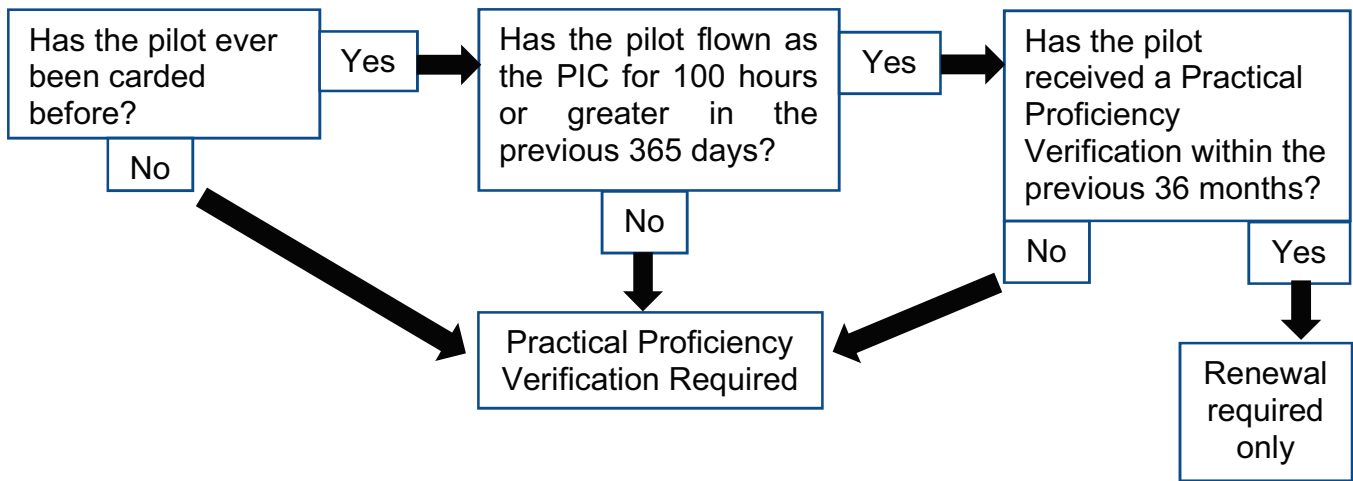 Has the pilot ever
been carded
before?
Yes
No
Has the pilot flown as
the PIC for 100 hours
or greater in the
previous 365 days?
Yes
No
Has the pilot
received a Practical
Proficiency
Verification within the
previous 36 months?
No
Yes
Practical Proficiency
Verification Required
Renewal
required
only